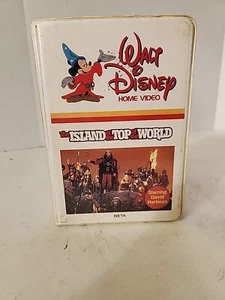 Walt
Disney
HOME VIDEO
The ISLAND at the TOP of the WORLD
Starring
David
Hartman
BETA